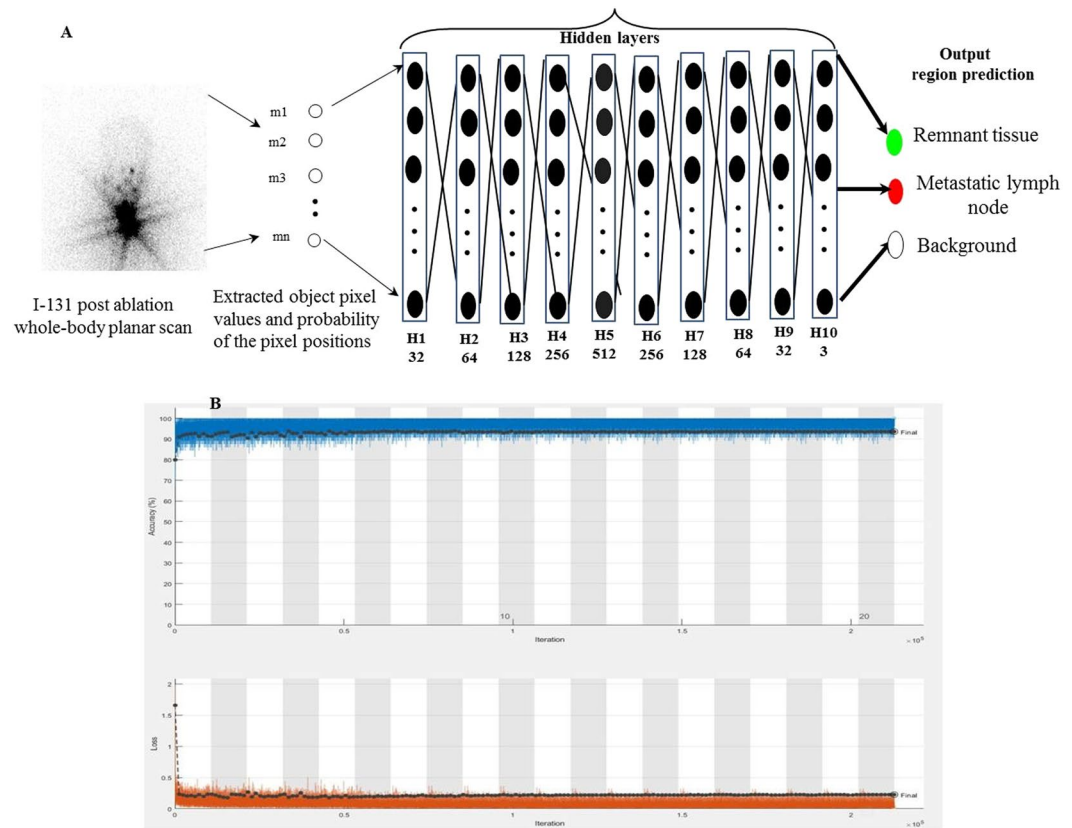 A
Hidden layers
Output
region prediction
m1
m2
m3
mn
Remnant tissue
Metastatic lymph
node
Background
I-131 post ablation
whole-body planar scan
Extracted object pixel
values and probability
of the pixel positions
H1 H2 H3 H4 H5 H6 H7 H8 H9 H10
32 64 128 256 512 256 128 64 32 3
B
100
90
80
70
60
50
40
30
20
10
0
Accuracy (%)
Final
10
20
0 0.5 1 1.5 2
× 10⁵
Iteration
2
1.5
1
0.5
0
Loss
Final
0 0.5 1 1.5 2
× 10⁵
Iteration